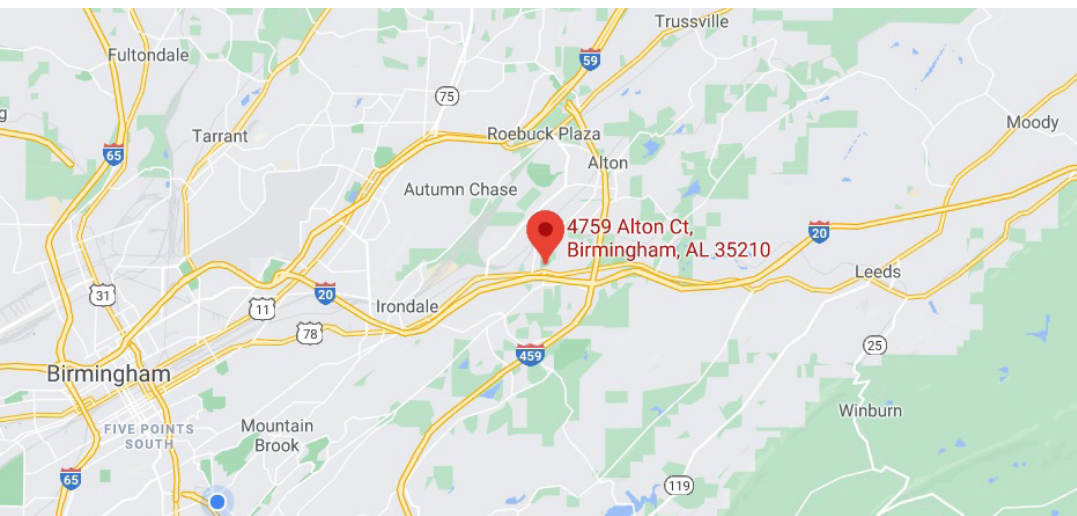 Trussville
Fultondale
59
75
g
Tarrant
Roebuck Plaza
Moody
65
Alton
Autumn Chase
4759 Alton Ct,
Birmingham, AL 35210
20
Leeds
31
20
11
Irondale
78
25
459
Birmingham
Winburn
FIVE POINTS
SOUTH
Mountain
Brook
65
119